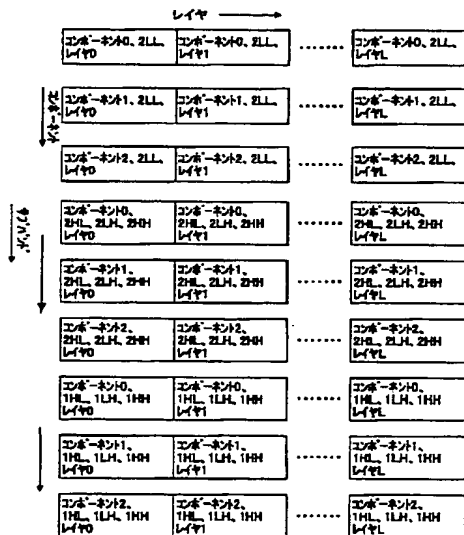 レイヤ
コンポーネント0、2LL、 コンポーネント0、2LL、 コンポーネント0、2LL、
レイヤ0 レイヤ1 レイヤL
コンポーネント
コンポーネント1、2LL、 コンポーネント1、2LL、 コンポーネント1、2LL、
レイヤ0 レイヤ1 レイヤL
コンポーネント2、2LL、 コンポーネント2、2LL、 コンポーネント2、2LL、
レイヤ0 レイヤ1 レイヤL
サブバンド
コンポーネント0、 コンポーネント0、 コンポーネント0、
2HL、2LH、2HH 2HL、2LH、2HH 2HL、2LH、2HH
レイヤ0 レイヤ1 レイヤL
コンポーネント1、 コンポーネント1、 コンポーネント1、
2HL、2LH、2HH 2HL、2LH、2HH 2HL、2LH、2HH
レイヤ0 レイヤ1 レイヤL
コンポーネント2、 コンポーネント2、 コンポーネント2、
2HL、2LH、2HH 2HL、2LH、2HH 2HL、2LH、2HH
レイヤ0 レイヤ1 レイヤL
コンポーネント0、 コンポーネント0、 コンポーネント0、
1HL、1LH、1HH 1HL、1LH、1HH 1HL、1LH、1HH
レイヤ0 レイヤ1 レイヤL
コンポーネント1、 コンポーネント1、 コンポーネント1、
1HL、1LH、1HH 1HL、1LH、1HH 1HL、1LH、1HH
レイヤ0 レイヤ1 レイヤL
コンポーネント2、 コンポーネント2、 コンポーネント2、
1HL、1LH、1HH 1HL、1LH、1HH 1HL、1LH、1HH
レイヤ0 レイヤ1 レイヤL